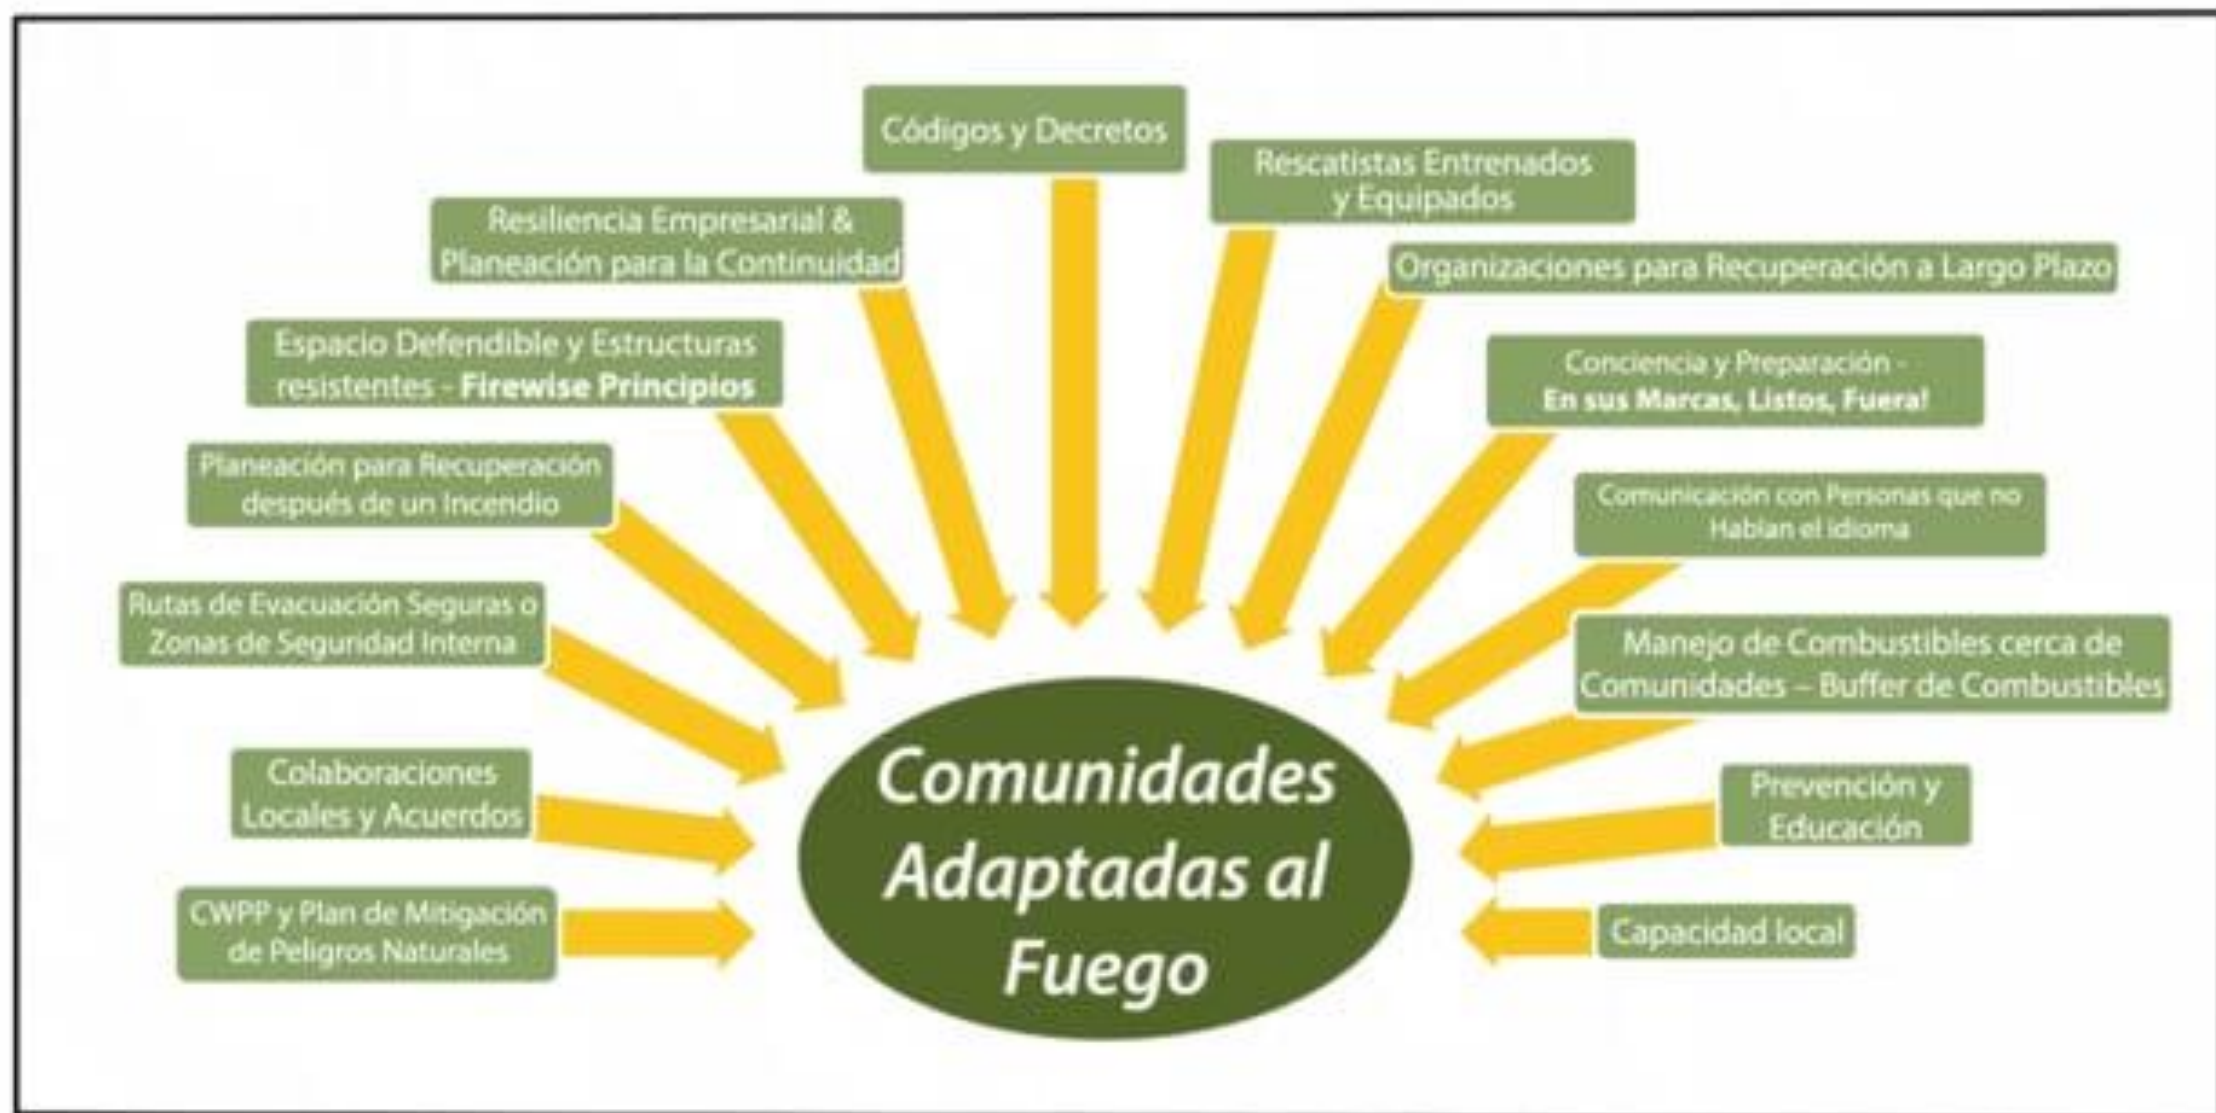 Códigos y Decretos
Rescatistas Entrenados
y Equipados
Resiliencia Empresarial &
Planeación para la Continuidad
Organizaciones para Recuperación a Largo Plazo
Espacio Defendible y Estructuras
resistentes - Firewise Principios
Conciencia y Preparación -
En sus Marcas, Listos, Fuera!
Planeación para Recuperación
después de un Incendio
Comunicación con Personas que no
Hablan el idioma
Rutas de Evacuación Seguras o
Zonas de Seguridad Interna
Manejo de Combustibles cerca de
Comunidades – Buffer de Combustibles
Colaboraciones
Locales y Acuerdos
Prevención y
Educación
CWPP y Plan de Mitigación
de Peligros Naturales
Capacidad local
Comunidades
Adaptadas al
Fuego